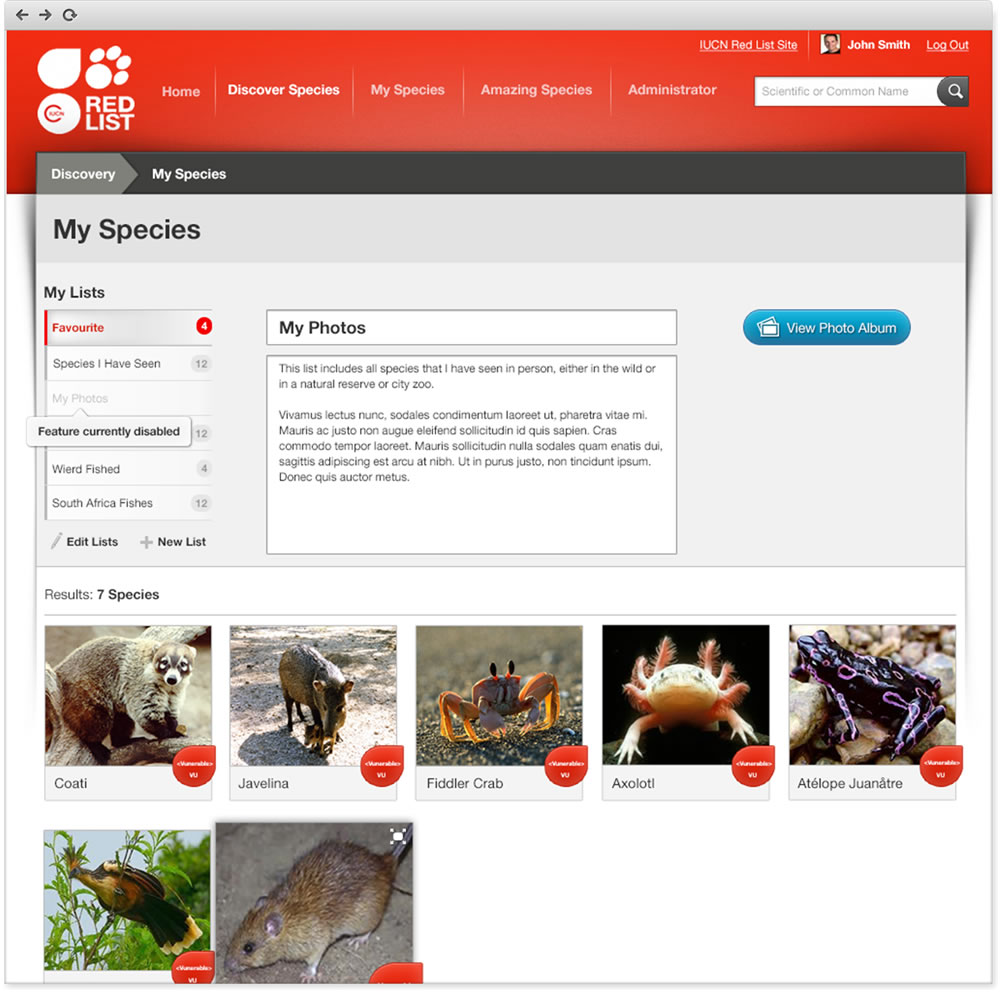 IUCN Red List Site
John Smith
Log Out
IUCN
RED
LIST
Home
Discover Species
My Species
Amazing Species
Administrator
Scientific or Common Name
Discovery
My Species
My Species
My Lists
Favourite 4
Species I Have Seen 12
My Photos
Feature currently disabled
12
Wierd Fished 4
South Africa Fishes 12
Edit Lists
New List
My Photos
This list includes all species that I have seen in person, either in the wild or
in a natural reserve or city zoo.
Vivamus lectus nunc, sodales condimentum laoreet ut, pharetra vitae mi.
Mauris ac justo non augue eleifend sollicitudin id quis sapien. Cras
commodo tempor laoreet. Mauris sollicitudin nulla sodales quam enatis dui,
sagittis adipiscing est arcu at nibh. Ut in purus justo, non tincidunt ipsum.
Donec quis auctor metus.
View Photo Album
Results: 7 Species
<Vunerable>
VU
Coati
<Vunerable>
VU
Javelina
<Vunerable>
VU
Fiddler Crab
<Vunerable>
VU
Axolotl
<Vunerable>
VU
Atélope Juanâtre
<Vunerable>
VU